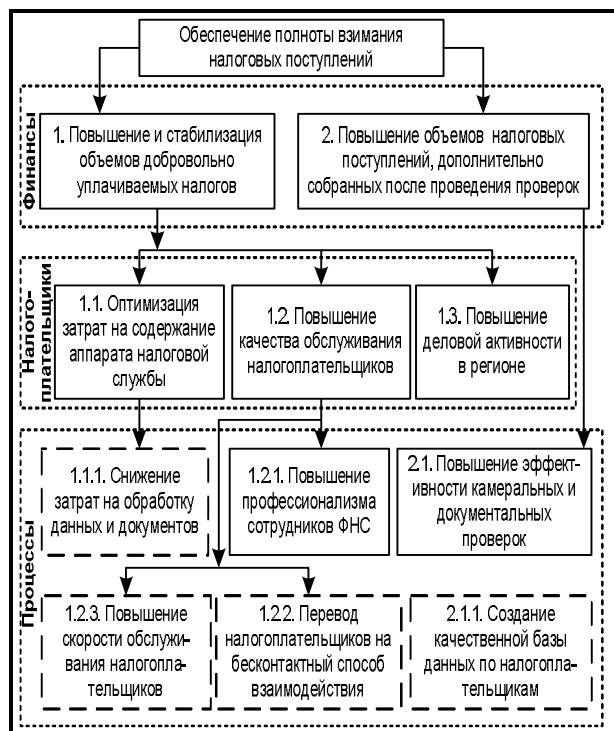 Обеспечение полноты взимания
налоговых поступлений
Финансы
1. Повышение и стабилизация
объемов добровольно
уплачиваемых налогов
2. Повышение объемов налоговых
поступлений, дополнительно
собранных после проведения проверок
Налого-
плательщики
1.1. Оптимизация
затрат на содержание
аппарата налоговой
службы
1.2. Повышение
качества обслуживания
налогоплательщиков
1.3. Повышение
деловой активности
в регионе
Процессы
1.1.1. Снижение
затрат на обработку
данных и документов
1.2.1. Повышение
профессионализма
сотрудников ФНС
2.1. Повышение эффек-
тивности камеральных и
документальных
проверок
1.2.3. Повышение
скорости обслужи-
вания налогопла-
тельщиков
1.2.2. Перевод
налогоплательщиков на
бесконтактный способ
взаимодействия
2.1.1. Создание
качественной базы
данных по налогопла-
тельщикам